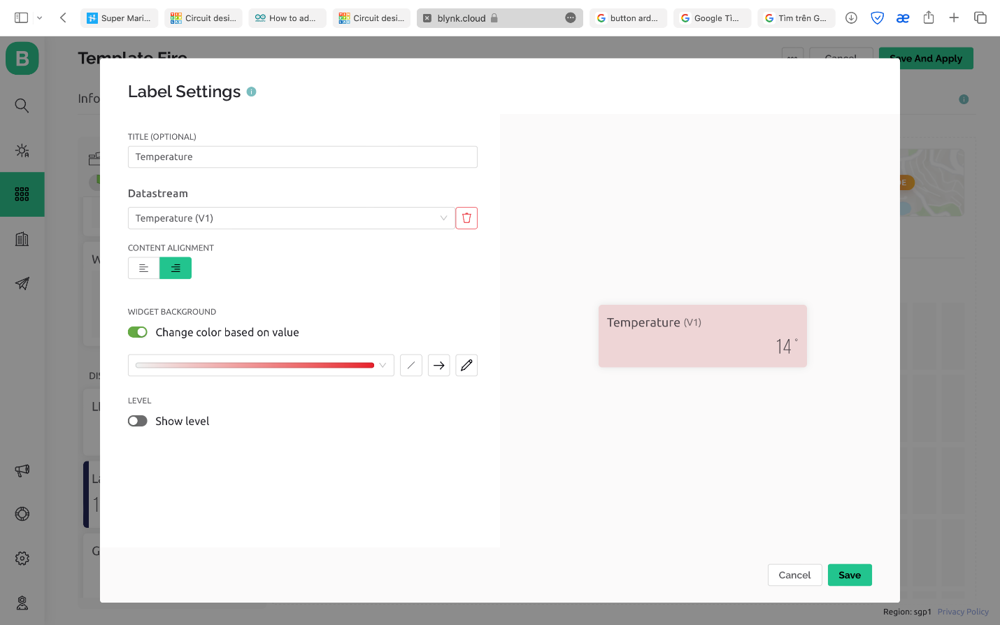 Super Mari...
Circuit desi...
How to ad...
Circuit desi...
blynk.cloud
button ard...
Google Tì...
Tìm trên G...
B
Template Fire
Cancel
Save And Apply
Info
Label Settings
TITLE (OPTIONAL)
Temperature
Datastream
Temperature (V1)
CONTENT ALIGNMENT
WIDGET BACKGROUND
Change color based on value
Temperature (V1)
14°
LEVEL
Show level
Cancel
Save
Region: sgp1 Privacy Policy